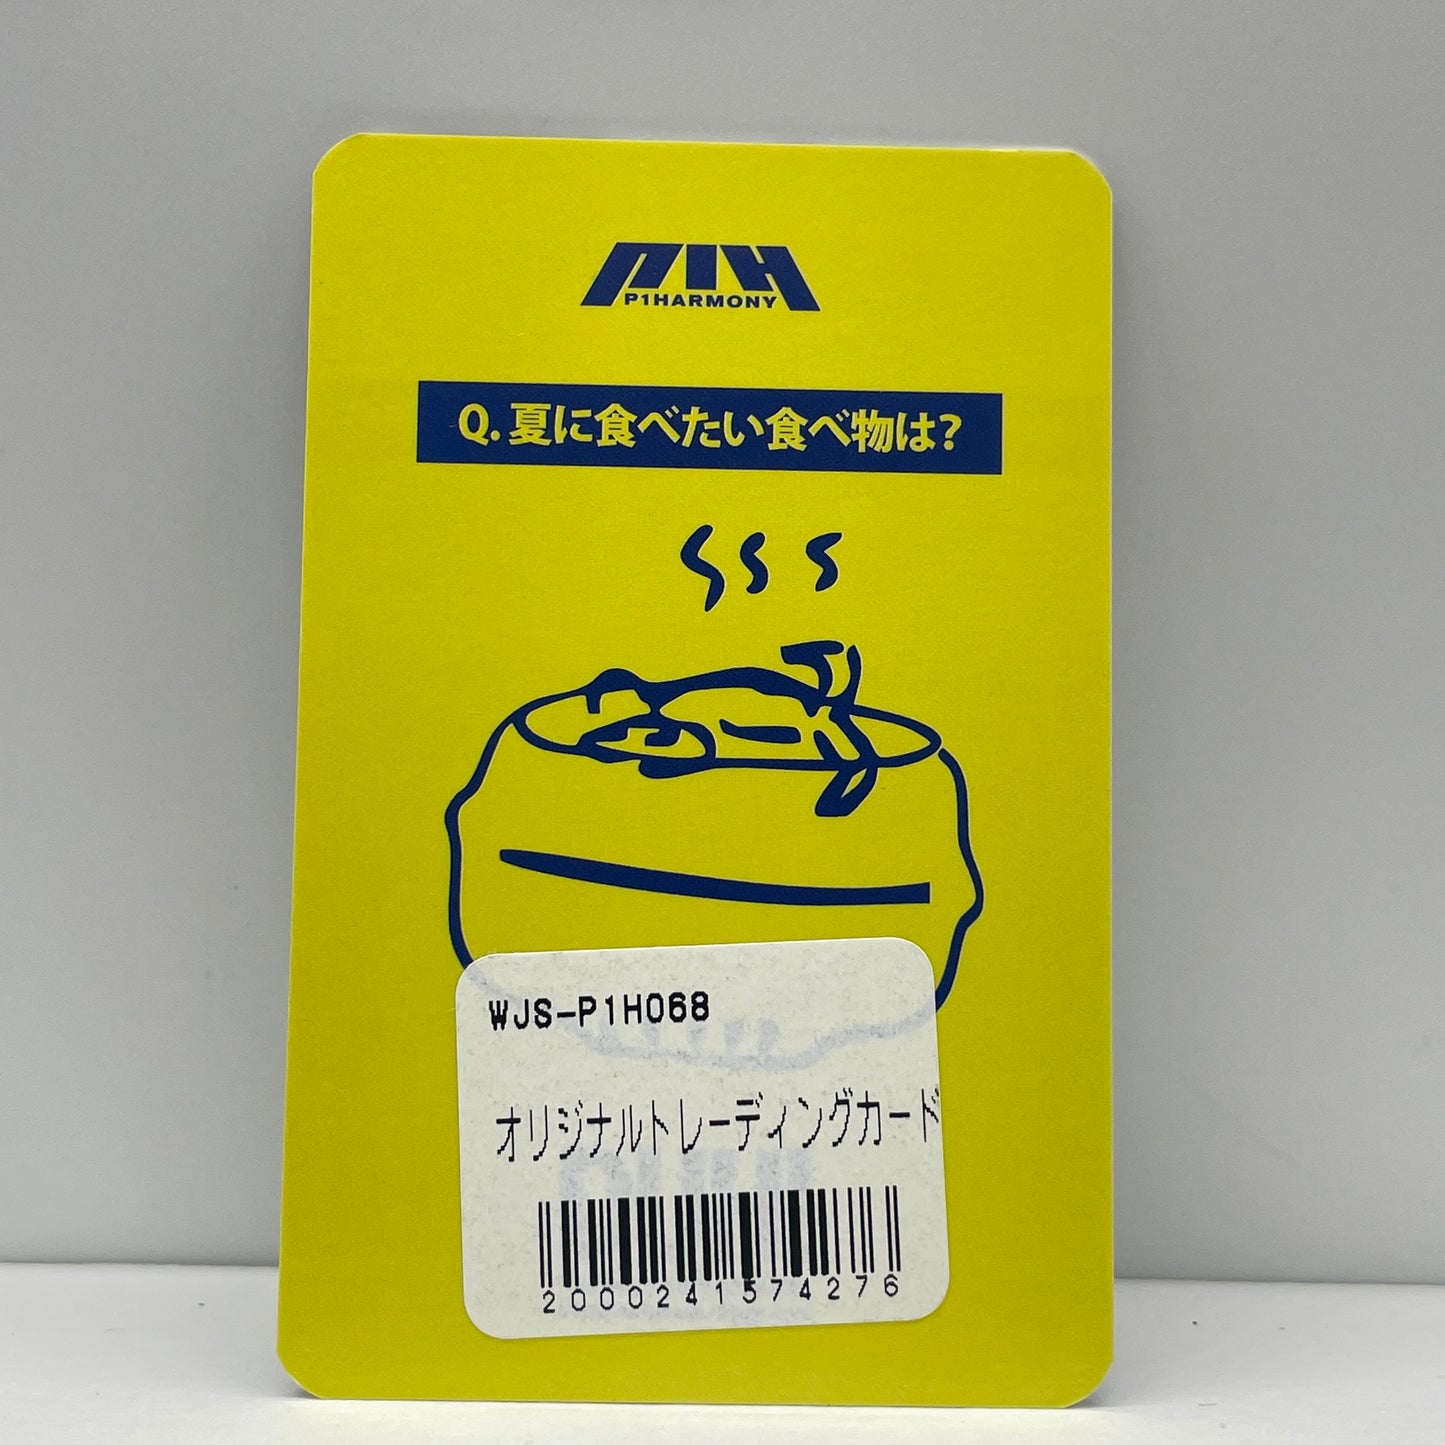 P1H
P1HARMONY
Q. 夏に食べたい食べ物は?
WJS-P1H068
オリジナルトレーディングカード
2000241574276